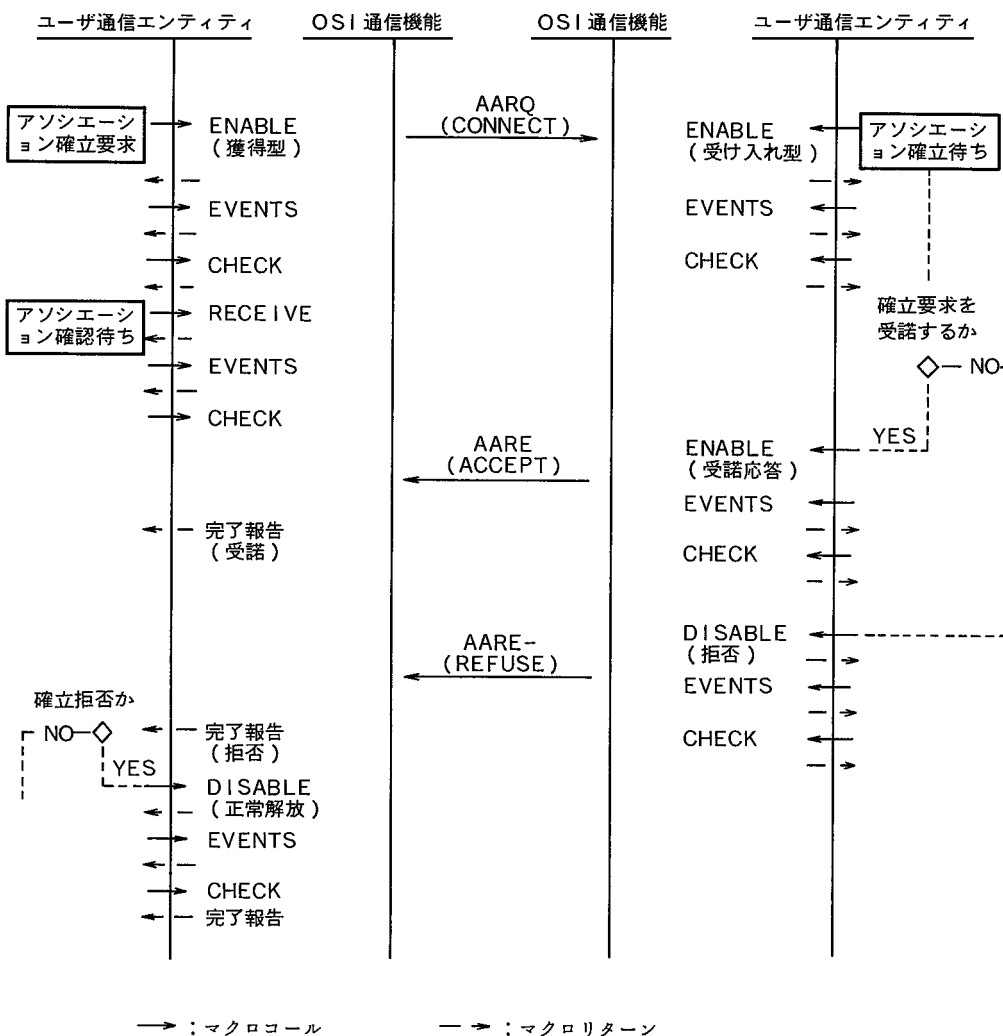 ユーザ通信エンティティ
OSI通信機能
OSI通信機能
ユーザ通信エンティティ
アソシエーシ
ョン確立要求
ENABLE
(獲得型)
EVENTS
CHECK
アソシエーシ
ョン確認待ち
RECEIVE
EVENTS
CHECK
完了報告
(受諾)
確立拒否か
NO
YES
完了報告
(拒否)
DISABLE
(正常解放)
EVENTS
CHECK
完了報告
AARQ
(CONNECT)
AARE
(ACCEPT)
AARE-
(REFUSE)
ENABLE
(受け入れ型)
アソシエーシ
ョン確立待ち
EVENTS
CHECK
確立要求を
受諾するか
NO
YES
ENABLE
(受諾応答)
EVENTS
CHECK
DISABLE
(拒否)
EVENTS
CHECK
:マクロコール
:マクロリターン